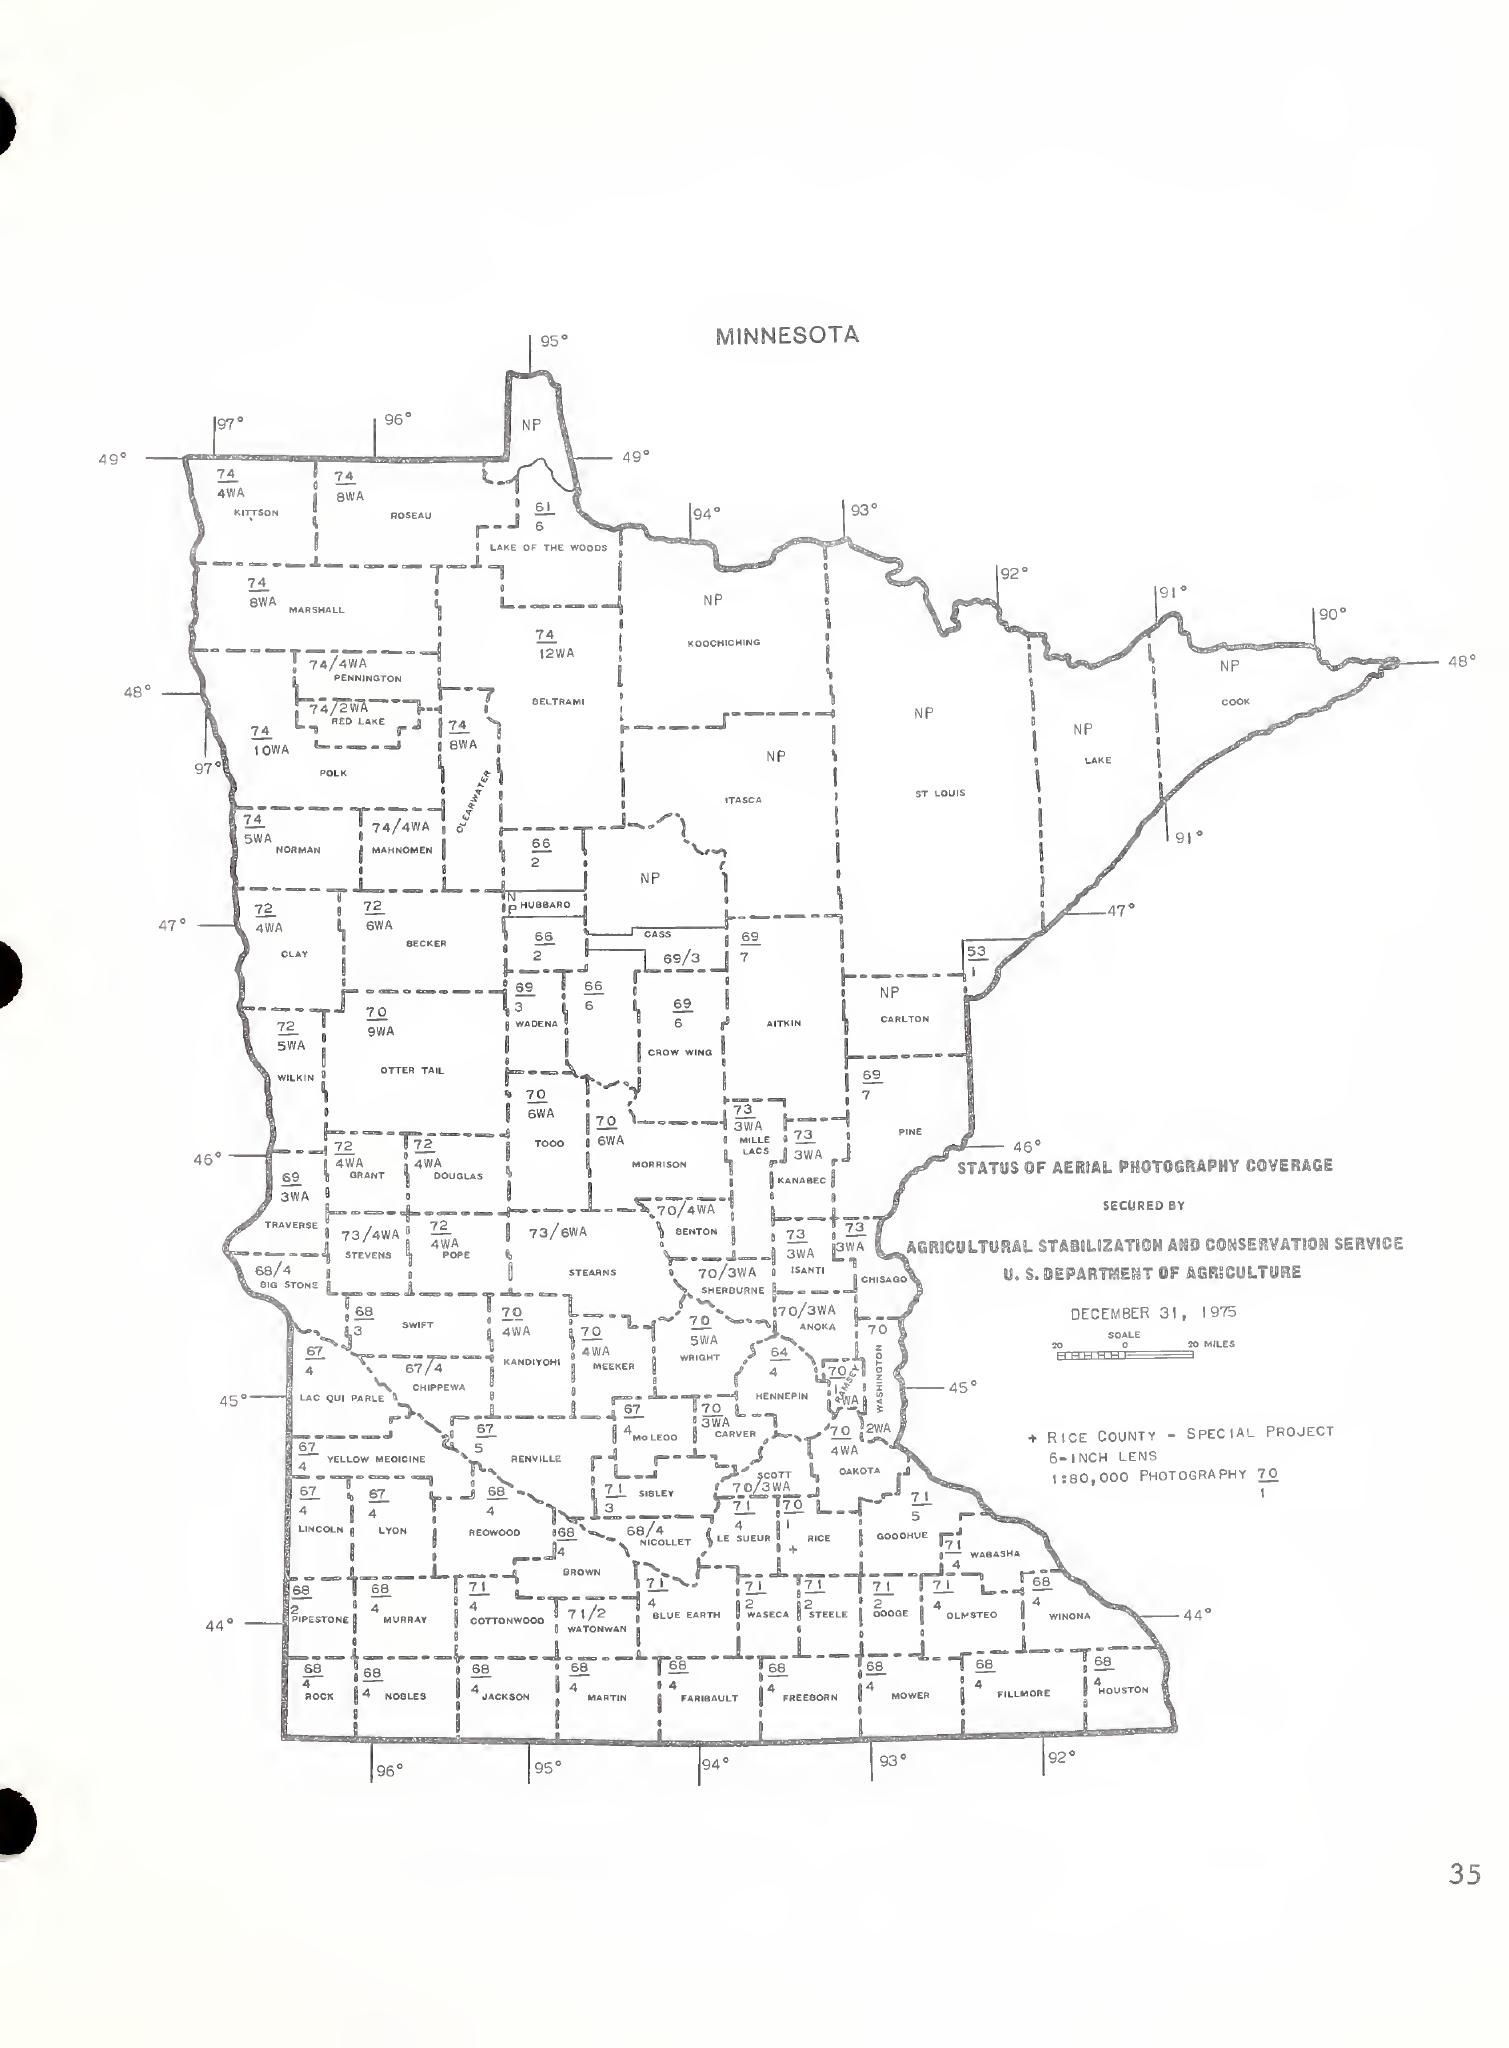 MINNESOTA
95°
97°
96°
NP
49°
49°
74
4WA
KITTSON
74
8WA
ROSEAU
61
6
LAKE OF THE WOODS
94°
93°
92°
91°
90°
74
8WA
MARSHALL
NP
KOOCHICHING
74
12WA
BELTRAMI
74/4WA
PENNINGTON
74/2WA
RED LAKE
48°
48°
NP
COOK
74
10WA
POLK
97°
74
8WA
CLEARWATER
NP
ST LOUIS
NP
LAKE
NP
ITASCA
91°
74
5WA
NORMAN
74/4WA
MAHNOMEN
66
2
NP
HUBBARD
66
2
NP
CASS
69/3
66
6
47°
47°
72
4WA
CLAY
72
6WA
BECKER
69
7
AITKIN
53
1
NP
CARLTON
69
3
WADENA
69
6
CROW WING
72
5WA
WILKIN
70
9WA
OTTER TAIL
69
7
PINE
70
6WA
TODD
70
6WA
MORRISON
73
3WA
MILLE
LACS
73
3WA
KANABEC
46°
46°
72
4WA
GRANT
72
4WA
DOUGLAS
69
3WA
TRAVERSE
STATUS OF AERIAL PHOTOGRAPHY COVERAGE
SECURED BY
AGRICULTURAL STABILIZATION AND CONSERVATION SERVICE
U. S. DEPARTMENT OF AGRICULTURE
DECEMBER 31, 1975
SCALE
20 0 20 MILES
73/4WA
STEVENS
72
4WA
POPE
73/6WA
STEARNS
70/4WA
BENTON
73
3WA
ISANTI
73
3WA
CHISAGO
68/4
BIG STONE
70/3WA
SHERBURNE
68
3
SWIFT
70
4WA
KANDIYOHI
70
4WA
MEEKER
70
5WA
WRIGHT
70/3WA
ANOKA
70
WASHINGTON
2WA
67
4
LAC QUI PARLE
67/4
CHIPPEWA
64
4
HENNEPIN
70
1WA
RAMSEY
45°
45°
67
4
McLEOD
70
3WA
CARVER
70
4WA
DAKOTA
67
4
YELLOW MEDICINE
67
5
RENVILLE
SCOTT
70/3WA
+ RICE COUNTY - SPECIAL PROJECT
6-INCH LENS
1:80,000 PHOTOGRAPHY 70
1
67
4
LINCOLN
67
4
LYON
68
4
REDWOOD
71
3
SIBLEY
68
4
BROWN
68/4
NICOLLET
71
4
LE SUEUR
70
1
+
RICE
71
5
GOODHUE
71
4
WABASHA
68
2
PIPESTONE
68
4
MURRAY
71
4
COTTONWOOD
71/2
WATONWAN
71
4
BLUE EARTH
71
2
WASECA
71
2
STEELE
71
2
DODGE
71
4
OLMSTED
68
4
WINONA
44°
44°
68
4
ROCK
68
4
NOBLES
68
4
JACKSON
68
4
MARTIN
68
4
FARIBAULT
68
4
FREEBORN
68
4
MOWER
68
4
FILLMORE
68
4
HOUSTON
96°
95°
94°
93°
92°
35